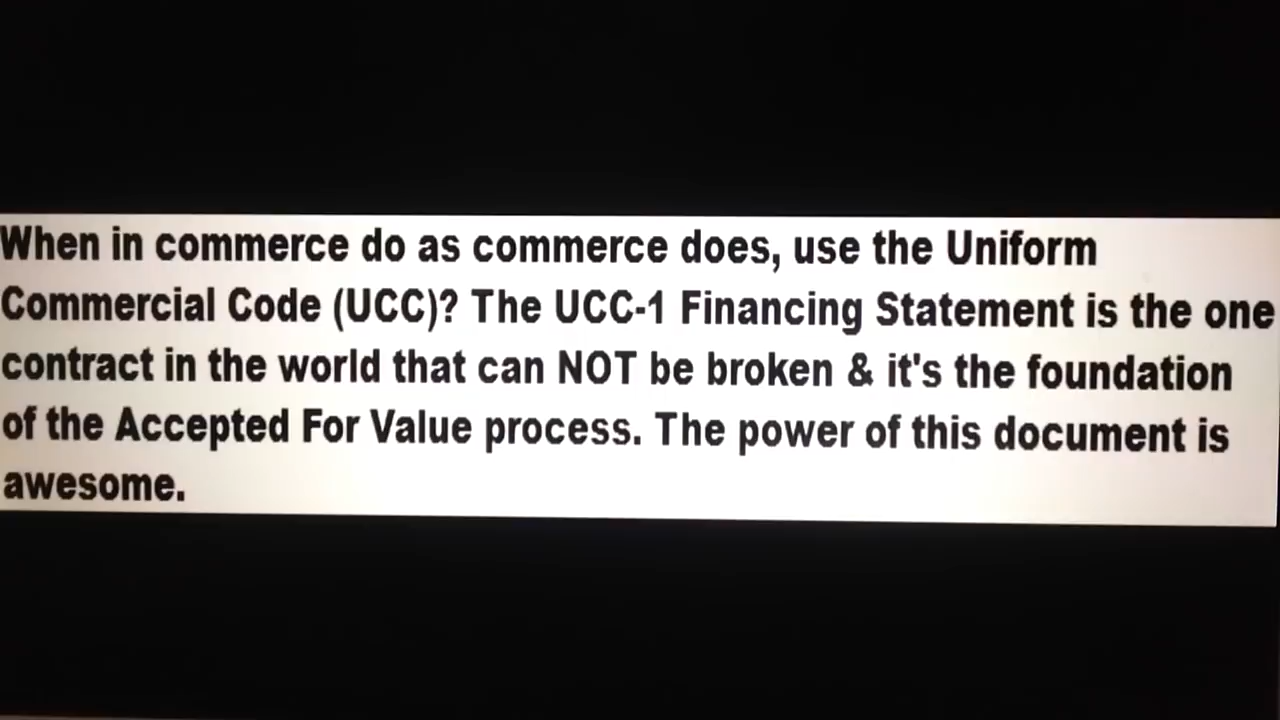 When in commerce do as commerce does, use the Uniform
Commercial Code (UCC)? The UCC-1 Financing Statement is the one
contract in the world that can NOT be broken & it's the foundation
of the Accepted For Value process. The power of this document is
awesome.